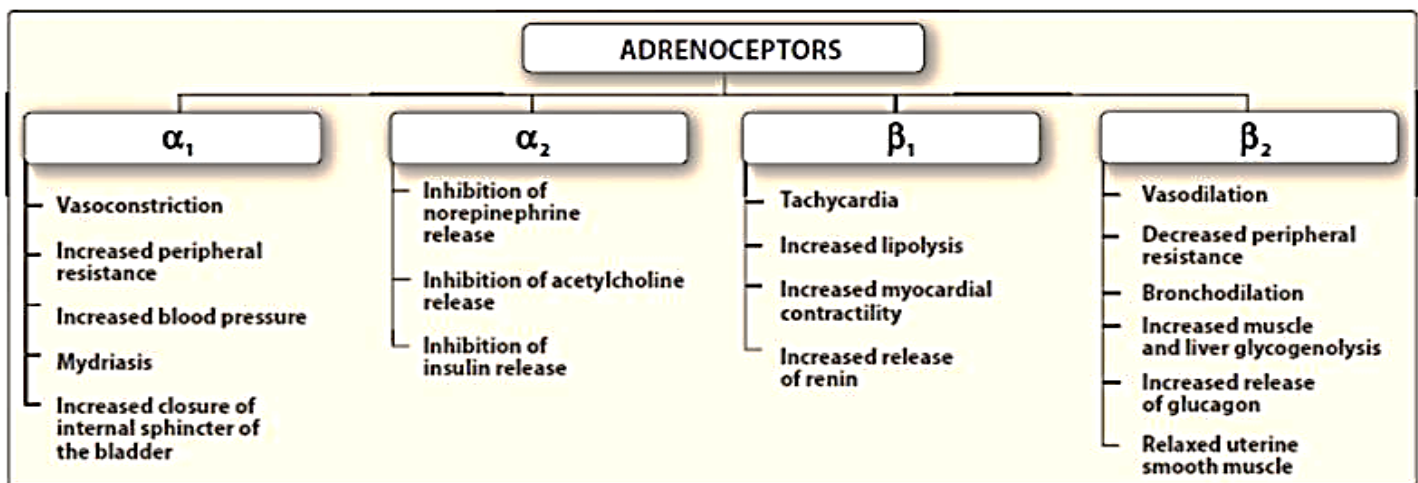 ADRENOCEPTORS
α₁
Vasoconstriction
Increased peripheral
resistance
Increased blood pressure
Mydriasis
Increased closure of
internal sphincter of
the bladder
α₂
Inhibition of
norepinephrine
release
Inhibition of acetylcholine
release
Inhibition of
insulin release
β₁
Tachycardia
Increased lipolysis
Increased myocardial
contractility
Increased release
of renin
β₂
Vasodilation
Decreased peripheral
resistance
Bronchodilation
Increased muscle
and liver glycogenolysis
Increased release
of glucagon
Relaxed uterine
smooth muscle